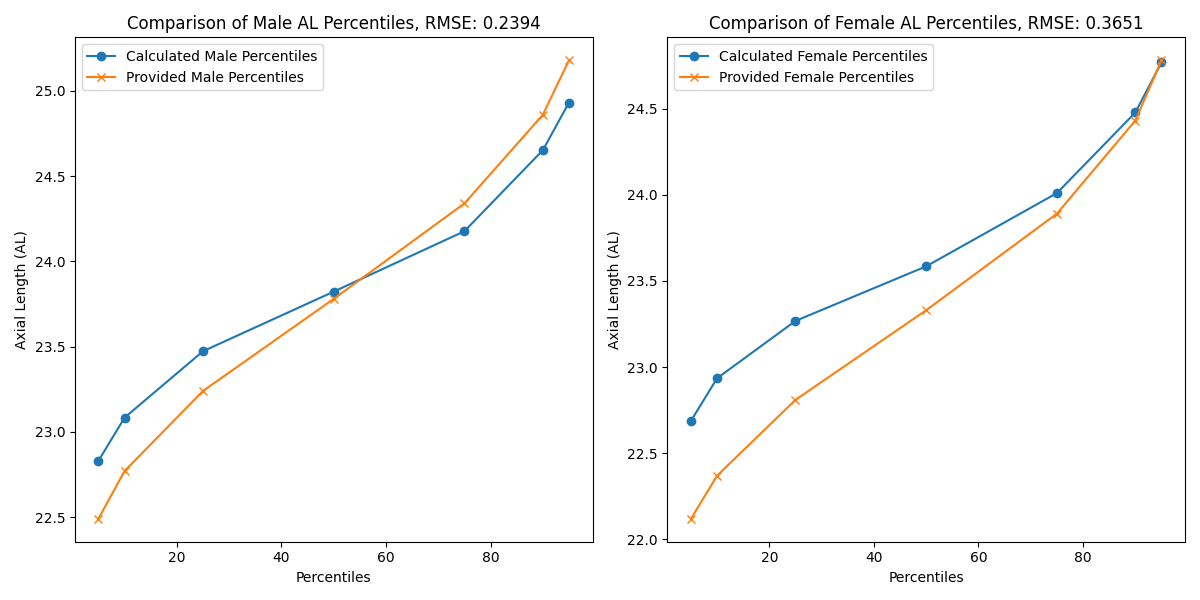 Comparison of Male AL Percentiles, RMSE: 0.2394
Calculated Male Percentiles
Provided Male Percentiles
Axial Length (AL)
25.0
24.5
24.0
23.5
23.0
22.5
20
40
60
80
Percentiles
Comparison of Female AL Percentiles, RMSE: 0.3651
Calculated Female Percentiles
Provided Female Percentiles
Axial Length (AL)
24.5
24.0
23.5
23.0
22.5
22.0
20
40
60
80
Percentiles